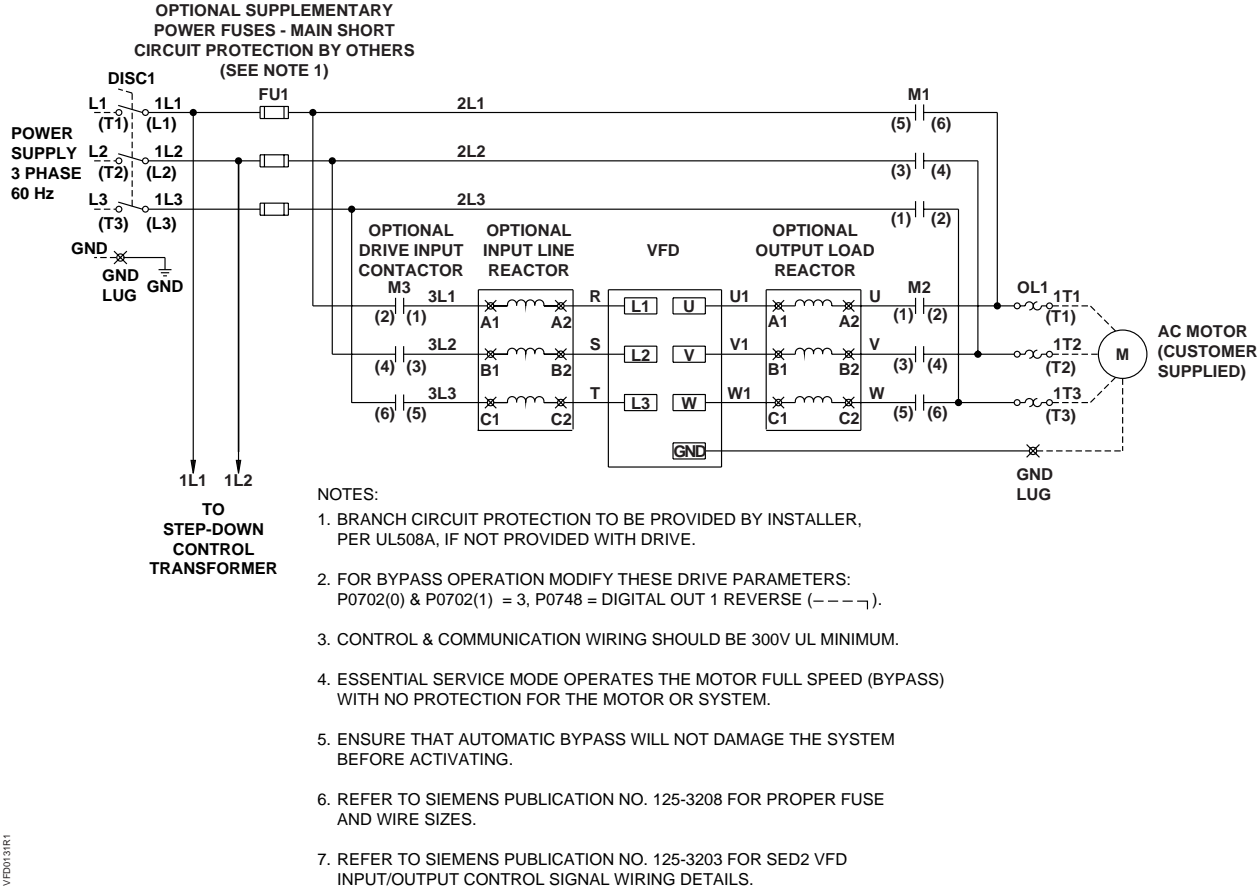 OPTIONAL SUPPLEMENTARY
POWER FUSES - MAIN SHORT
CIRCUIT PROTECTION BY OTHERS
(SEE NOTE 1)
DISC1
FU1
L1 1L1 2L1 M1
(T1) (L1) (5) (6)
POWER
SUPPLY
3 PHASE
60 Hz
L2 1L2 2L2
(T2) (L2) (3) (4)
L3 1L3 2L3
(T3) (L3) (1) (2)
GND
GND
LUG
GND
OPTIONAL
DRIVE INPUT
CONTACTOR
OPTIONAL
INPUT LINE
REACTOR
VFD
OPTIONAL
OUTPUT LOAD
REACTOR
M3 3L1 R L1 U U1 U M2 OL1 1T1
(2) (1) A1 A2 A1 A2 (1) (2) (T1)
3L2 S L2 V V1 V 1T2
(4) (3) B1 B2 B1 B2 (3) (4) (T2)
M
AC MOTOR
(CUSTOMER
SUPPLIED)
3L3 T L3 W W1 W 1T3
(6) (5) C1 C2 C1 C2 (5) (6) (T3)
GND
GND
LUG
1L1 1L2
TO
STEP-DOWN
CONTROL
TRANSFORMER
NOTES:
1. BRANCH CIRCUIT PROTECTION TO BE PROVIDED BY INSTALLER,
PER UL508A, IF NOT PROVIDED WITH DRIVE.
2. FOR BYPASS OPERATION MODIFY THESE DRIVE PARAMETERS:
P0702(0) & P0702(1) = 3, P0748 = DIGITAL OUT 1 REVERSE (– – – ┐).
3. CONTROL & COMMUNICATION WIRING SHOULD BE 300V UL MINIMUM.
4. ESSENTIAL SERVICE MODE OPERATES THE MOTOR FULL SPEED (BYPASS)
WITH NO PROTECTION FOR THE MOTOR OR SYSTEM.
5. ENSURE THAT AUTOMATIC BYPASS WILL NOT DAMAGE THE SYSTEM
BEFORE ACTIVATING.
6. REFER TO SIEMENS PUBLICATION NO. 125-3208 FOR PROPER FUSE
AND WIRE SIZES.
7. REFER TO SIEMENS PUBLICATION NO. 125-3203 FOR SED2 VFD
INPUT/OUTPUT CONTROL SIGNAL WIRING DETAILS.
VFD0131R1